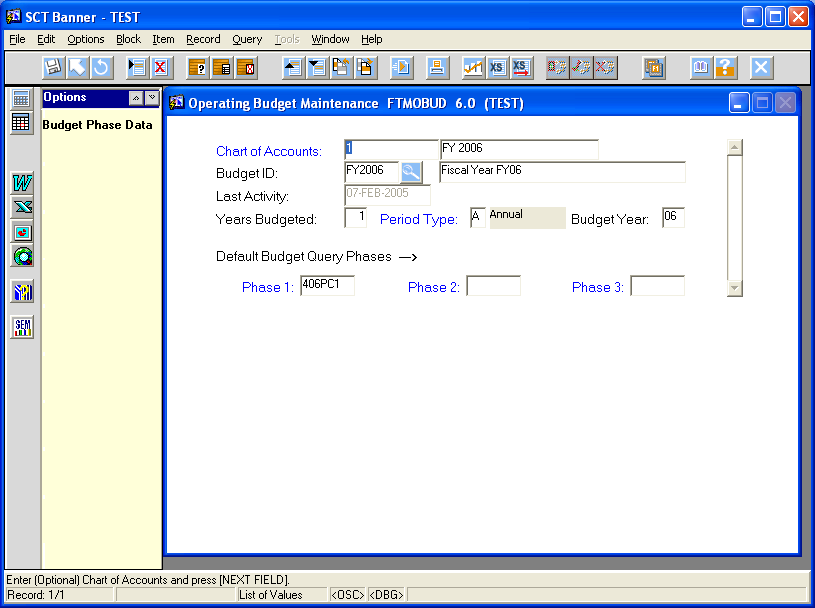 SCT Banner - TEST
File Edit Options Block Item Record Query Tools Window Help
Options
Budget Phase Data
Operating Budget Maintenance FTMOBUD 6.0 (TEST)
Chart of Accounts: 1 FY 2006
Budget ID: FY2006 Fiscal Year FY06
Last Activity: 07-FEB-2005
Years Budgeted: 1 Period Type: A Annual Budget Year: 06
Default Budget Query Phases -->
Phase 1: 406PC1 Phase 2: Phase 3:
SEM
Enter (Optional) Chart of Accounts and press [NEXT FIELD].
Record: 1/1 List of Values <OSC> <DBG>